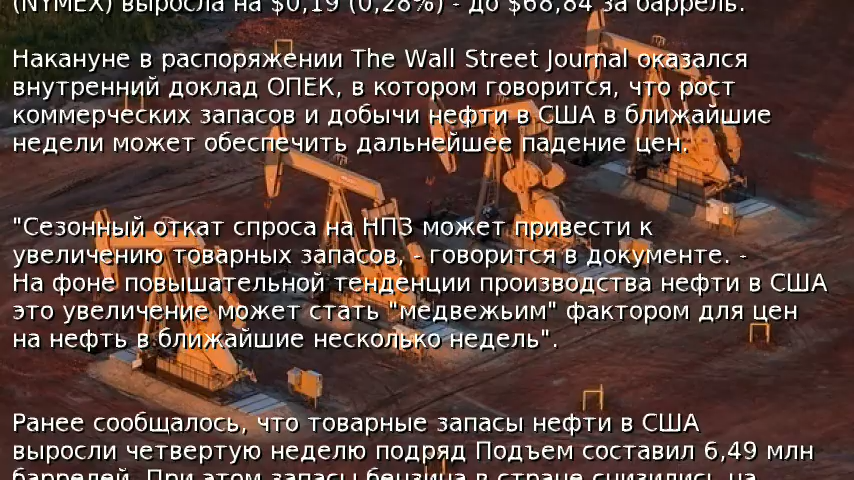 (NYMEX) выросла на $0,19 (0,28%) - до $68,84 за баррель.
Накануне в распоряжении The Wall Street Journal оказался
внутренний доклад ОПЕК, в котором говорится, что рост
коммерческих запасов и добычи нефти в США в ближайшие
недели может обеспечить дальнейшее падение цен.
"Сезонный откат спроса на НПЗ может привести к
увеличению товарных запасов, - говорится в документе. -
На фоне повышательной тенденции производства нефти в США
это увеличение может стать "медвежьим" фактором для цен
на нефть в ближайшие несколько недель".
Ранее сообщалось, что товарные запасы нефти в США
выросли четвертую неделю подряд Подъем составил 6,49 млн
баррелей. При этом запасы бензина в стране снизились на